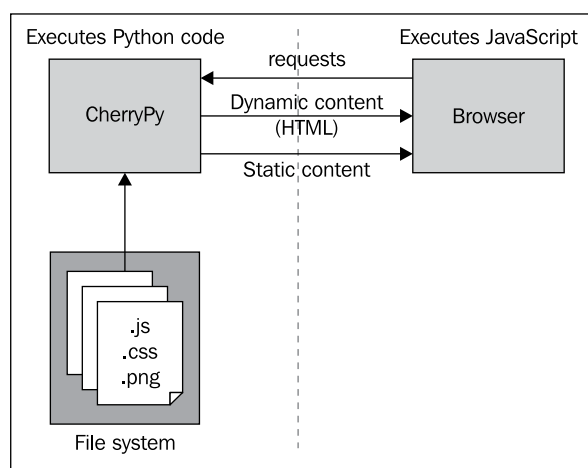 Executes Python code
Executes JavaScript
requests
CherryPy
Dynamic content
(HTML)
Browser
Static content
.js
.css
.png
File system